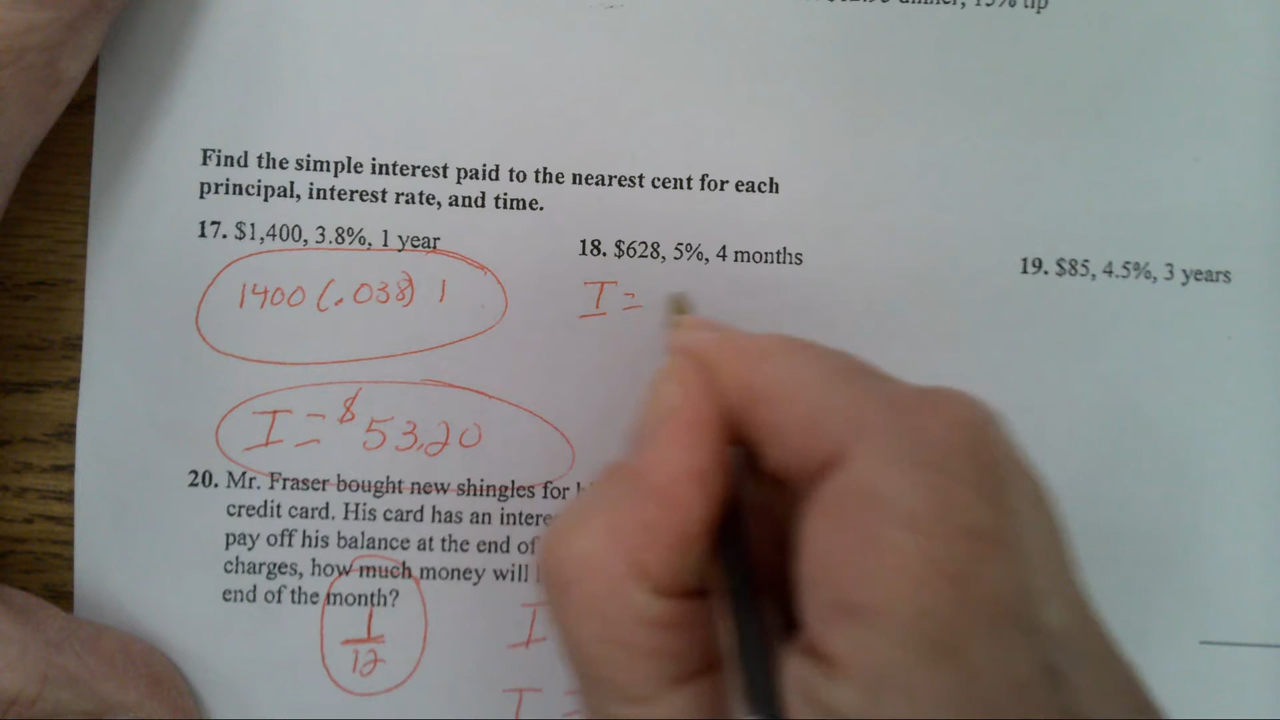 dinner, 15% tip
Find the simple interest paid to the nearest cent for each
principal, interest rate, and time.
17. $1,400, 3.8%, 1 year
18. $628, 5%, 4 months
19. $85, 4.5%, 3 years
1400 (.038) 1
I =
I = $53.20
20. Mr. Fraser bought new shingles for
credit card. His card has an
pay off his balance at the end of
charges, how much money will
end of the month?
1
12
I
I =